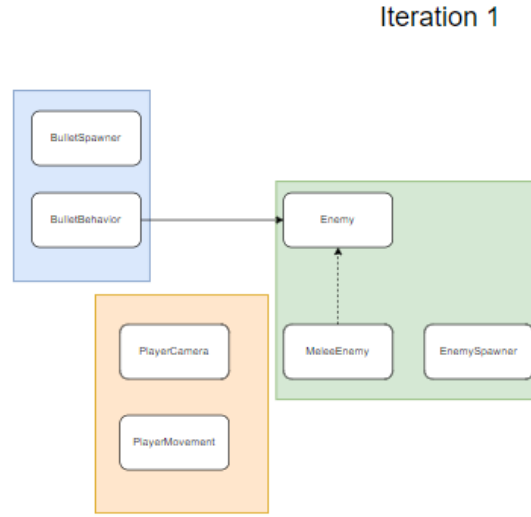 Iteration 1
BulletSpawner
BulletBehavior
Enemy
PlayerCamera
MeleeEnemy
EnemySpawner
PlayerMovement